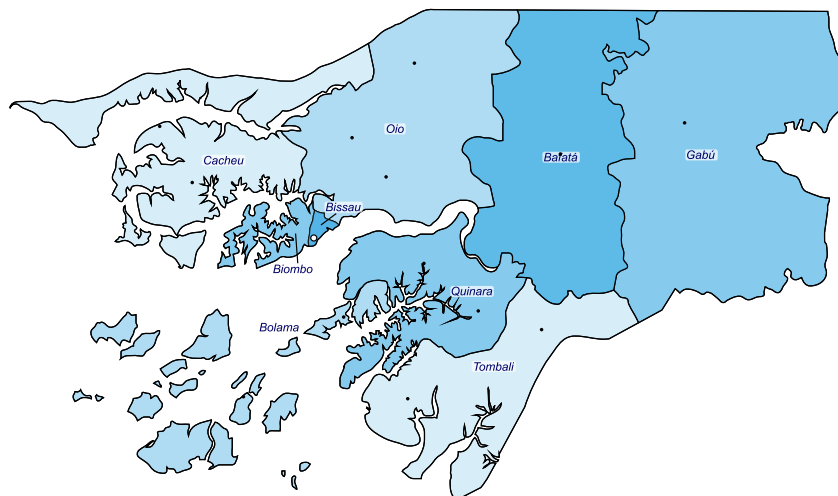 Oio
Cacheu
Bafatá
Gabú
Bissau
Biombo
Quinara
Bolama
Tombali